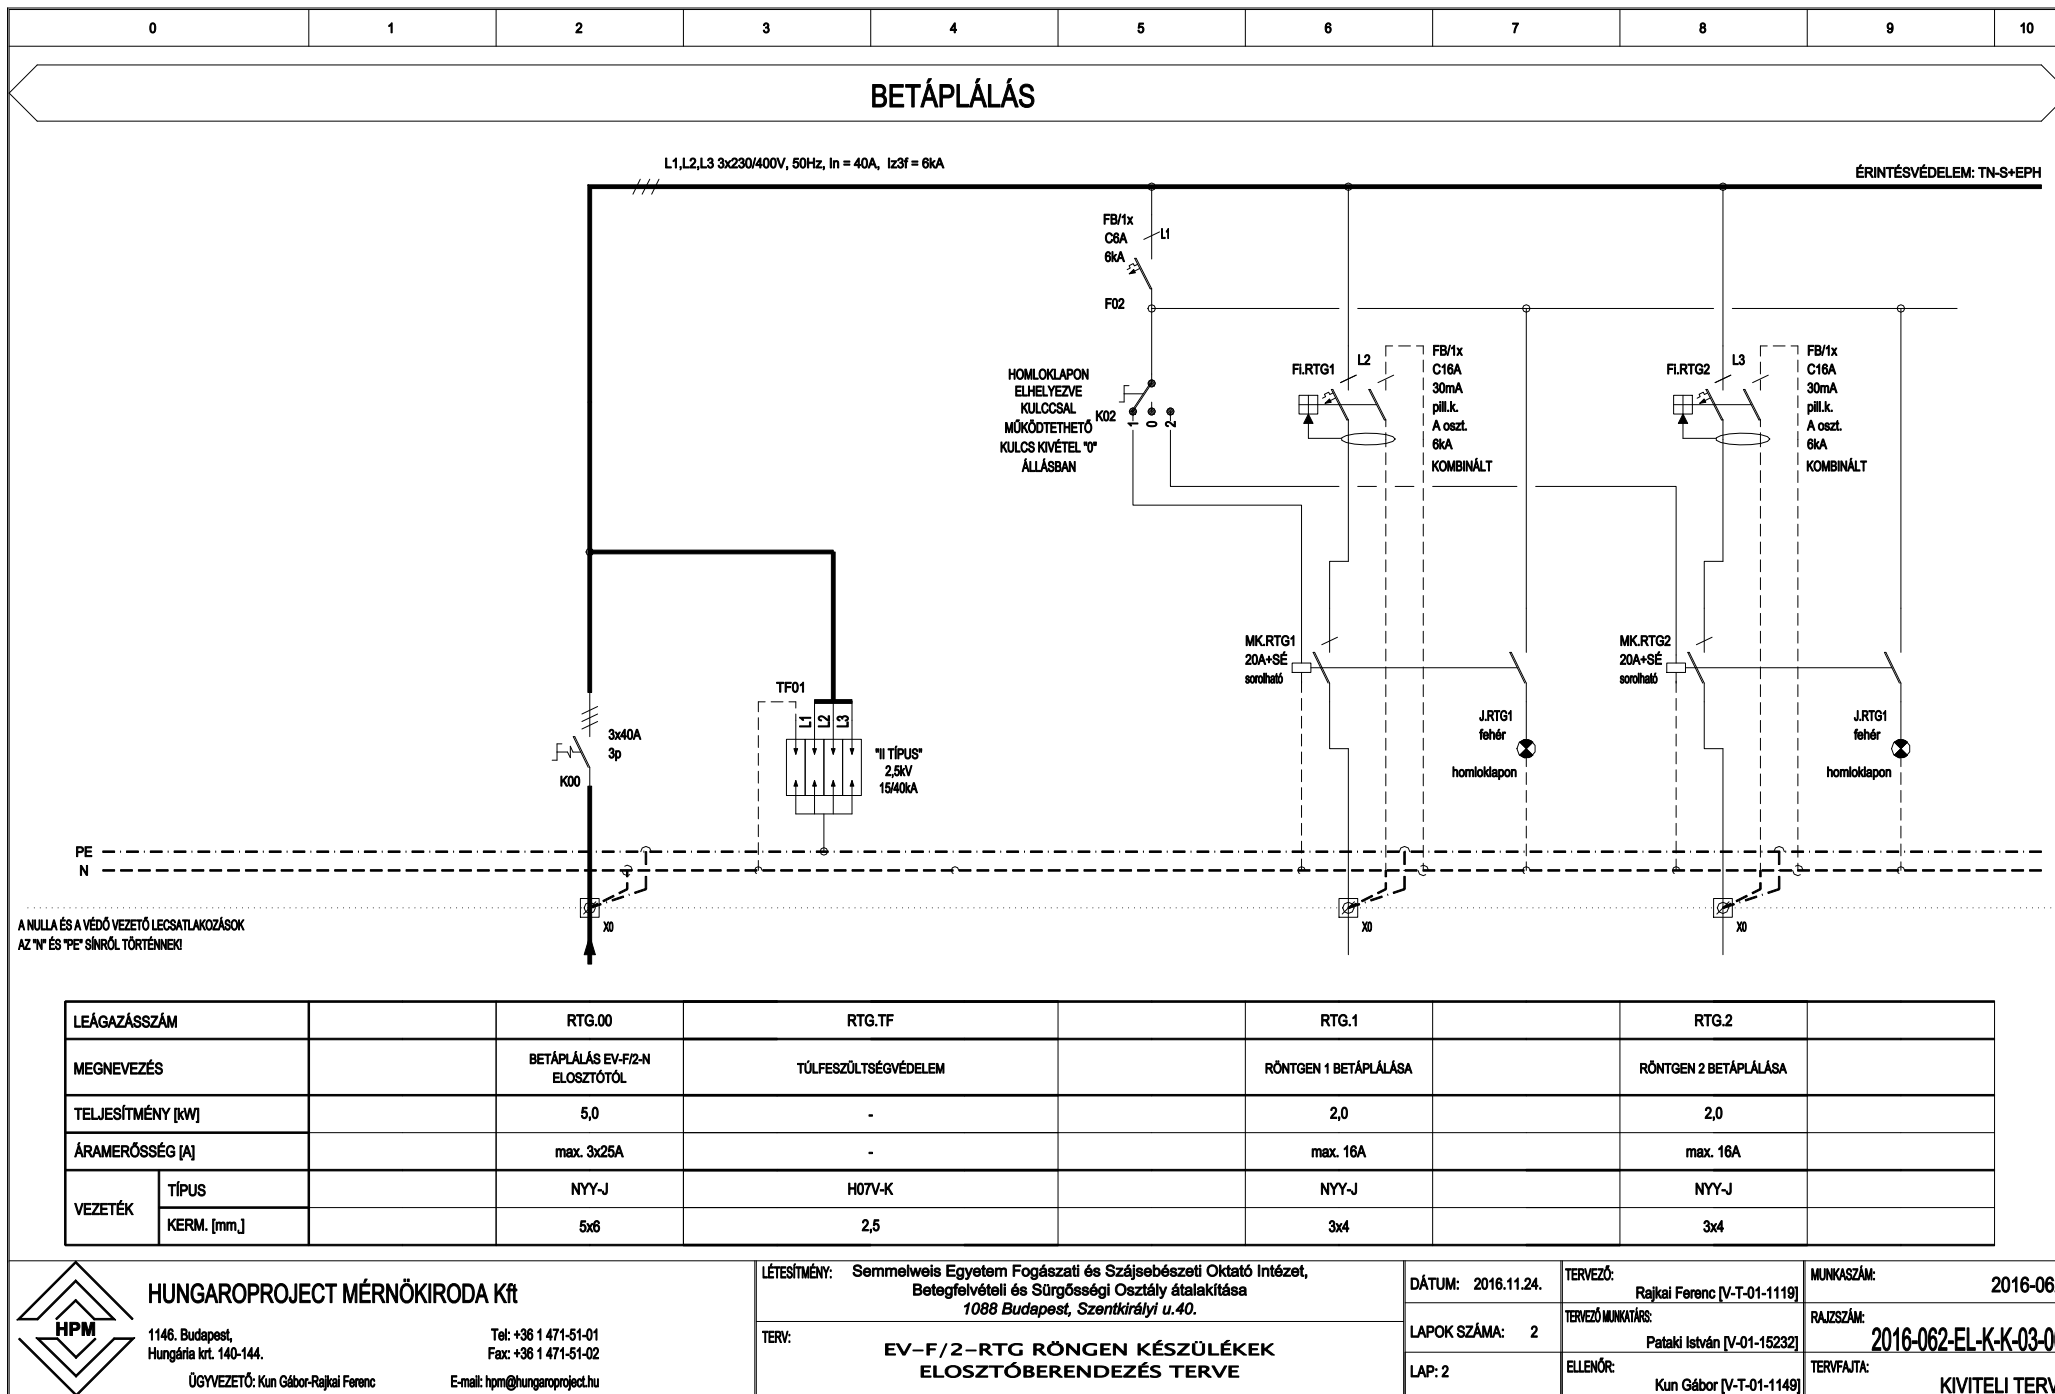 0 1 2 3 4 5 6 7 8 9 10
BETÁPLÁLÁS
L1,L2,L3 3x230/400V, 50Hz, In = 40A, Iz3f = 6kA
ÉRINTÉSVÉDELEM: TN-S+EPH
FB/1x
C6A
6kA
L1
F02
HOMLOKLAPON
ELHELYEZVE
KULCCSAL
MŰKÖDTETHETŐ
KULCS KIVÉTEL "0"
ÁLLÁSBAN
K02
1 0 2
FI.RTG1
L2
FB/1x
C16A
30mA
pill.k.
A oszt.
6kA
KOMBINÁLT
FI.RTG2
L3
FB/1x
C16A
30mA
pill.k.
A oszt.
6kA
KOMBINÁLT
MK.RTG1
20A+SÉ
sorolható
MK.RTG2
20A+SÉ
sorolható
J.RTG1
fehér
homloklapon
J.RTG1
fehér
homloklapon
TF01
L1 L2 L3
"II TÍPUS"
2,5kV
15/40kA
3x40A
3p
K00
PE
N
X0
X0
X0
A NULLA ÉS A VÉDŐ VEZETŐ LECSATLAKOZÁSOK
AZ "N" ÉS "PE" SÍNRŐL TÖRTÉNNEK!
LEÁGAZÁSSZÁM RTG.00 RTG.TF RTG.1 RTG.2
MEGNEVEZÉS BETÁPLÁLÁS EV-F/2-N ELOSZTÓTÓL TÚLFESZÜLTSÉGVÉDELEM RÖNTGEN 1 BETÁPLÁLÁSA RÖNTGEN 2 BETÁPLÁLÁSA
TELJESÍTMÉNY [kW] 5,0 - 2,0 2,0
ÁRAMERŐSSÉG [A] max. 3x25A - max. 16A max. 16A
VEZETÉK
TÍPUS NYY-J H07V-K NYY-J NYY-J
KERM. [mm,] 5x6 2,5 3x4 3x4
HPM
HUNGAROPROJECT MÉRNÖKIRODA Kft
1146. Budapest,
Hungária krt. 140-144.
Tel: +36 1 471-51-01
Fax: +36 1 471-51-02
ÜGYVEZETŐ: Kun Gábor-Rajkai Ferenc
E-mail: hpm@hungaroproject.hu
LÉTESÍTMÉNY: Semmelweis Egyetem Fogászati és Szájsebészeti Oktató Intézet,
Betegfelvételi és Sürgősségi Osztály átalakítása
1088 Budapest, Szentkirályi u.40.
TERV:
EV-F/2-RTG RÖNGEN KÉSZÜLÉKEK
ELOSZTÓBERENDEZÉS TERVE
DÁTUM: 2016.11.24.
LAPOK SZÁMA: 2
LAP: 2
TERVEZŐ:
Rajkai Ferenc [V-T-01-1119]
TERVEZŐ MUNKATÁRS:
Pataki István [V-01-15232]
ELLENŐR:
Kun Gábor [V-T-01-1149]
MUNKASZÁM:
2016-06
RAJZSZÁM:
2016-062-EL-K-K-03-0
TERVFAJTA:
KIVITELI TERV